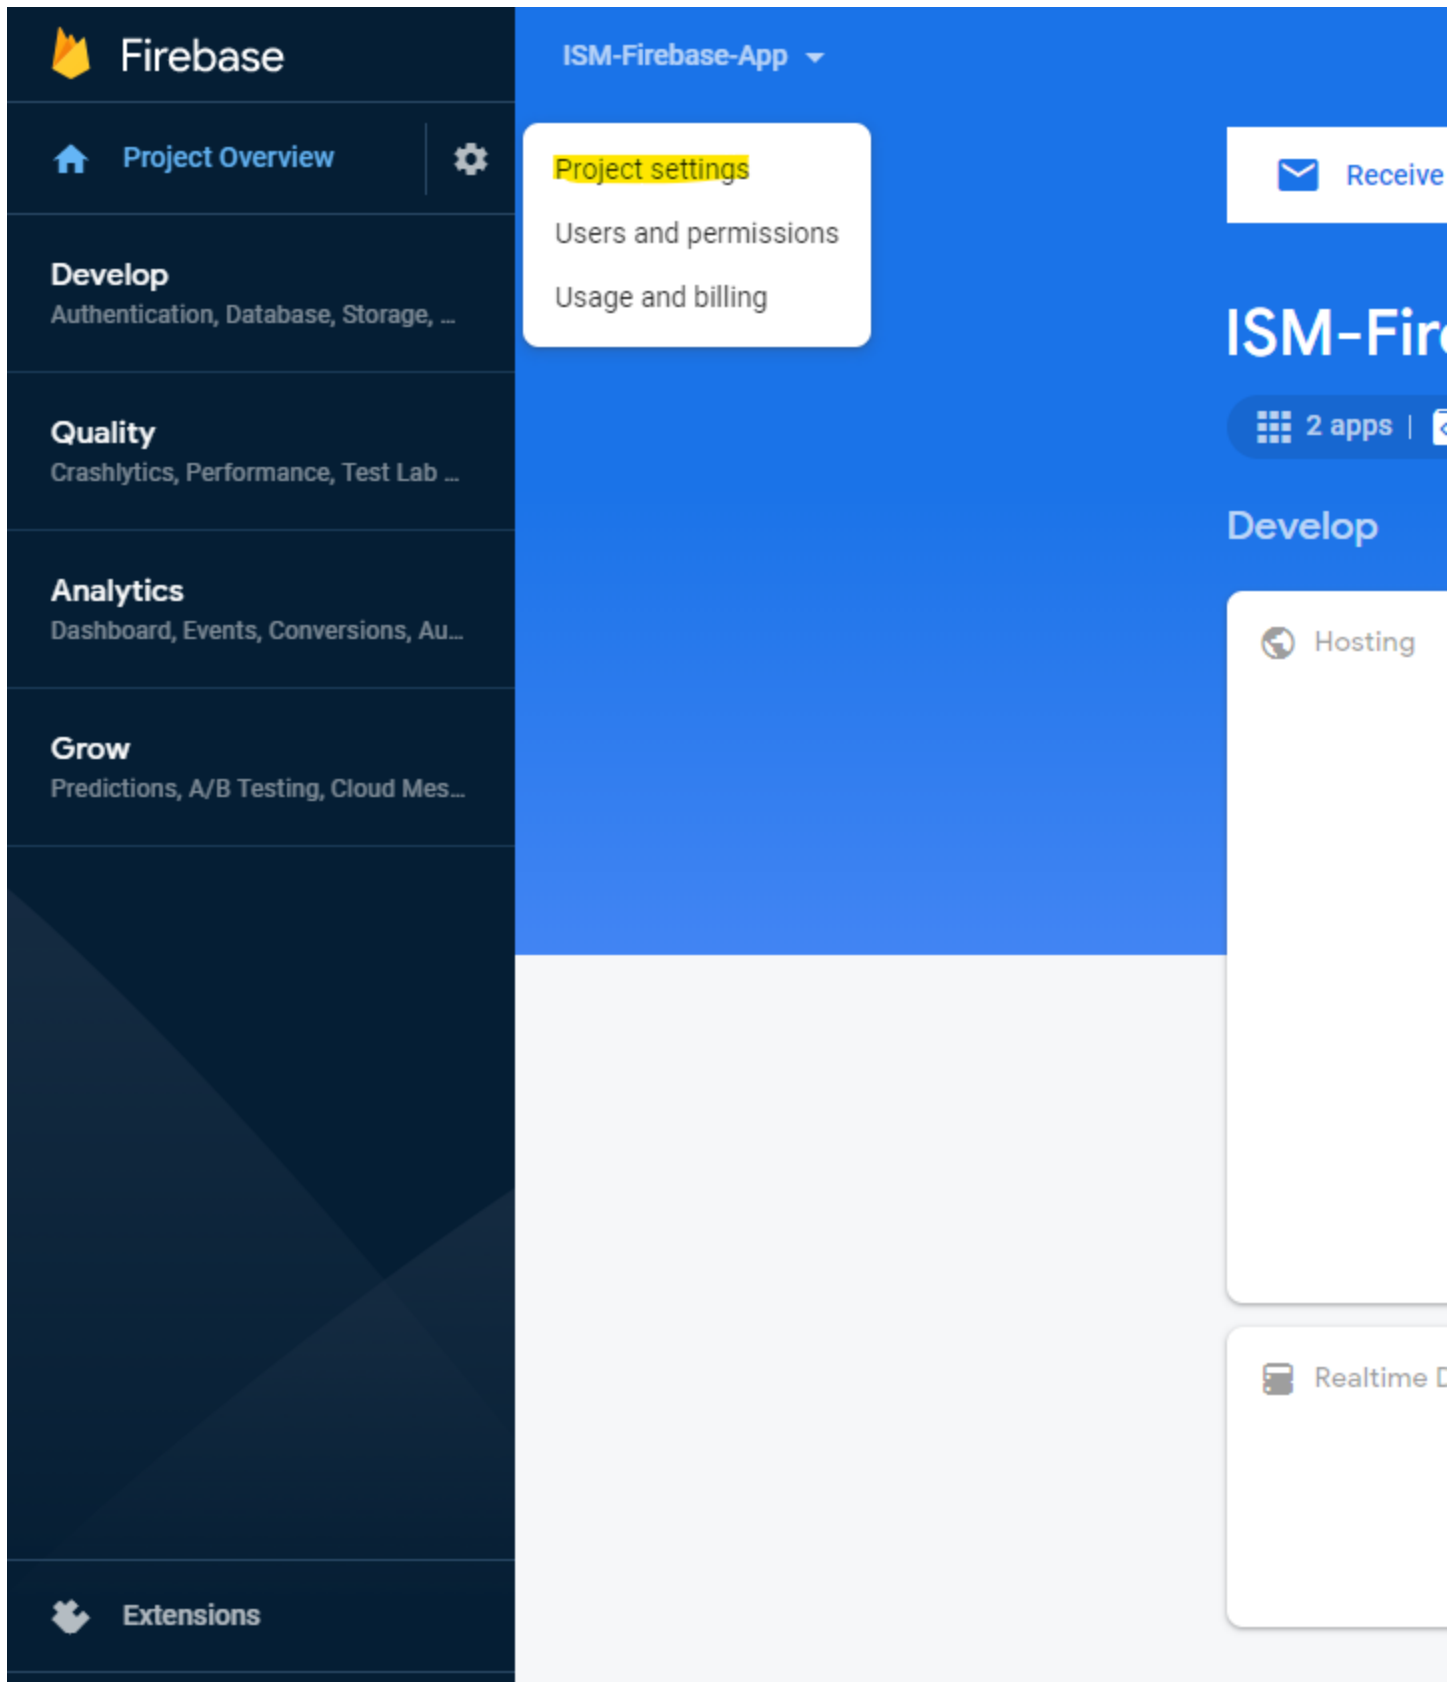 Firebase
Project Overview
Develop
Authentication, Database, Storage, ...
Quality
Crashlytics, Performance, Test Lab ...
Analytics
Dashboard, Events, Conversions, Au...
Grow
Predictions, A/B Testing, Cloud Mes...
Extensions
ISM-Firebase-App
Project settings
Users and permissions
Usage and billing
Receive
ISM-Fir
2 apps |
Develop
Hosting
Realtime D